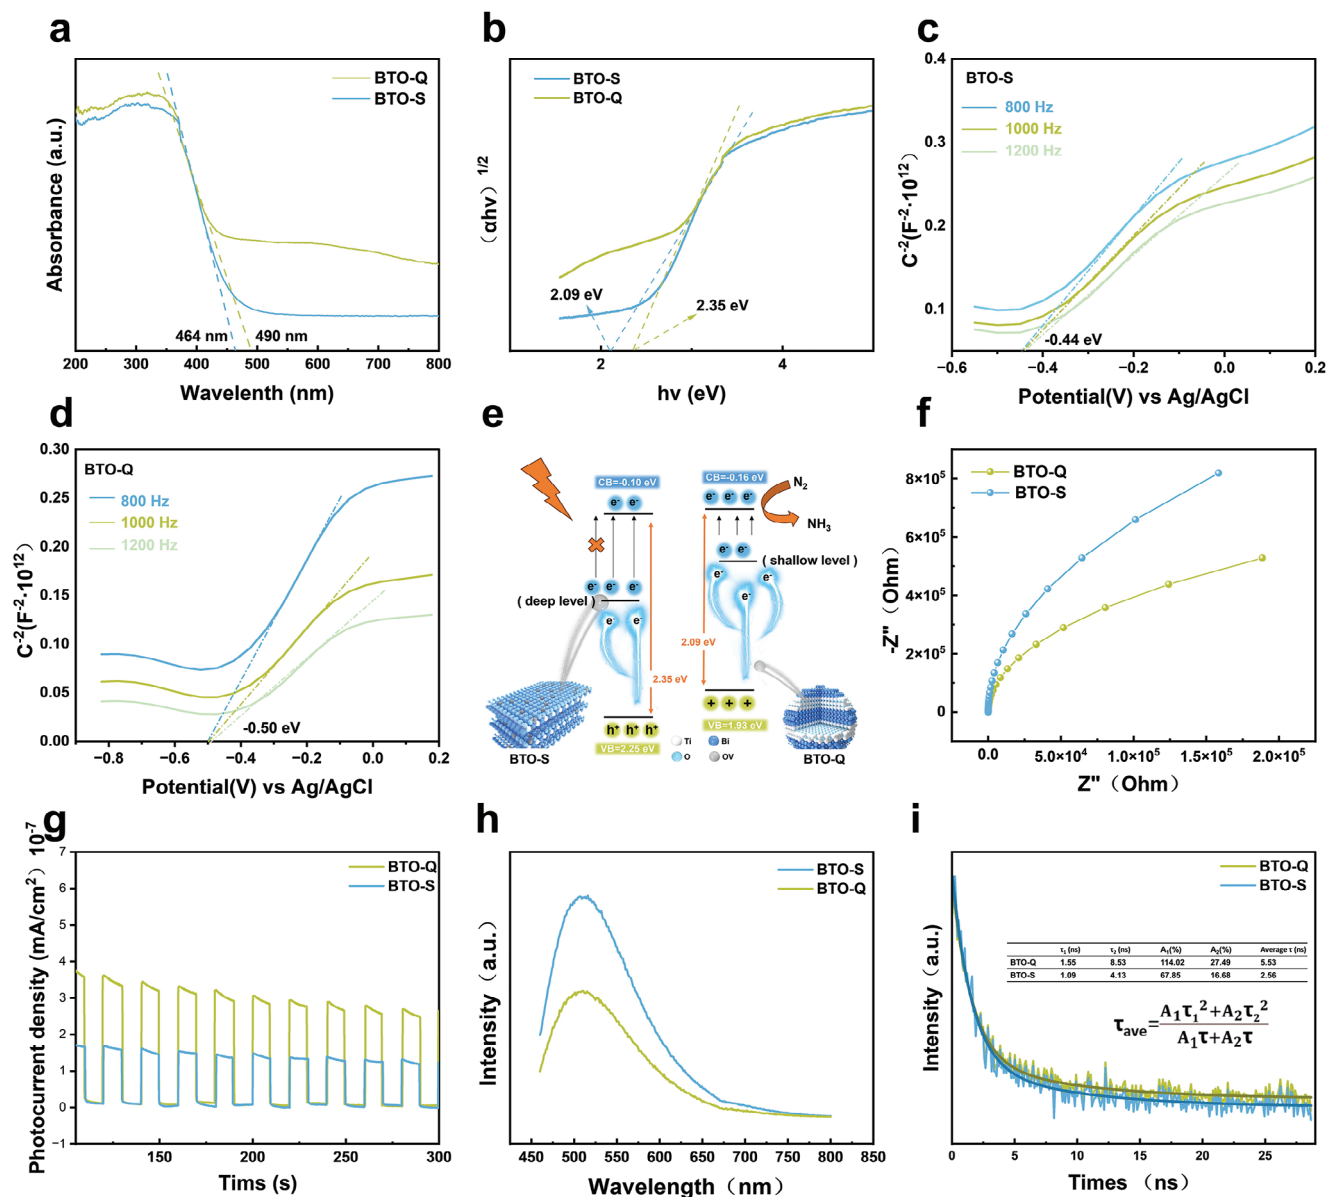 a
BTO-Q
BTO-S
464 nm
490 nm
200
300
400
500
600
700
800
Absorbance (a.u.)
Wavelenth (nm)
b
BTO-S
BTO-Q
2.09 eV
2.35 eV
2
4
（αhv）1/2
hv (eV)
c
BTO-S
800 Hz
1000 Hz
1200 Hz
-0.44 eV
0.4
0.3
0.2
0.1
−0.6
−0.4
−0.2
0.0
0.2
C-2(F-2·1012)
Potential(V) vs Ag/AgCl
d
BTO-Q
800 Hz
1000 Hz
1200 Hz
-0.50 eV
0.30
0.25
0.20
0.15
0.10
0.05
0.00
−0.8
−0.6
−0.4
−0.2
0.0
0.2
C-2(F-2·1012)
Potential(V) vs Ag/AgCl
e
CB=-0.10 eV
e- e-
e- e- e-
( deep level )
e- e-
2.35 eV
h+ h+ h+
VB=2.25 eV
BTO-S
CB=-0.16 eV
e- e- e-
N2
NH3
e- e-
( shallow level )
e- e-
e-
2.09 eV
+ + +
VB=1.93 eV
BTO-Q
Ti Bi
O OV
f
BTO-Q
BTO-S
-8×10⁵
6×10⁵
4×10⁵
2×10⁵
0
0.0
5.0×10⁴
1.0×10⁵
1.5×10⁵
2.0×10⁵
-Z"（Ohm）
Z"（Ohm）
g
BTO-Q
BTO-S
7
6
5
4
3
2
1
0
−1
150
200
250
300
Photocurrent density (mA/cm²) 10-7
Tims (s)
h
BTO-S
BTO-Q
450 500 550 600 650 700 750 800 850
Intensity（a.u.）
Wavelength（nm）
i
BTO-Q
BTO-S
τ1 (ns) τ2 (ns) A1(%) A2(%) Average τ (ns)
BTO-Q 1.55 8.53 114.02 27.49 5.53
BTO-S 1.09 4.13 67.85 16.68 2.56
τave=A1τ1²+A2τ2²
A1τ+A2τ
0
5
10
15
20
25
Intensity（a.u.）
Times （ns）